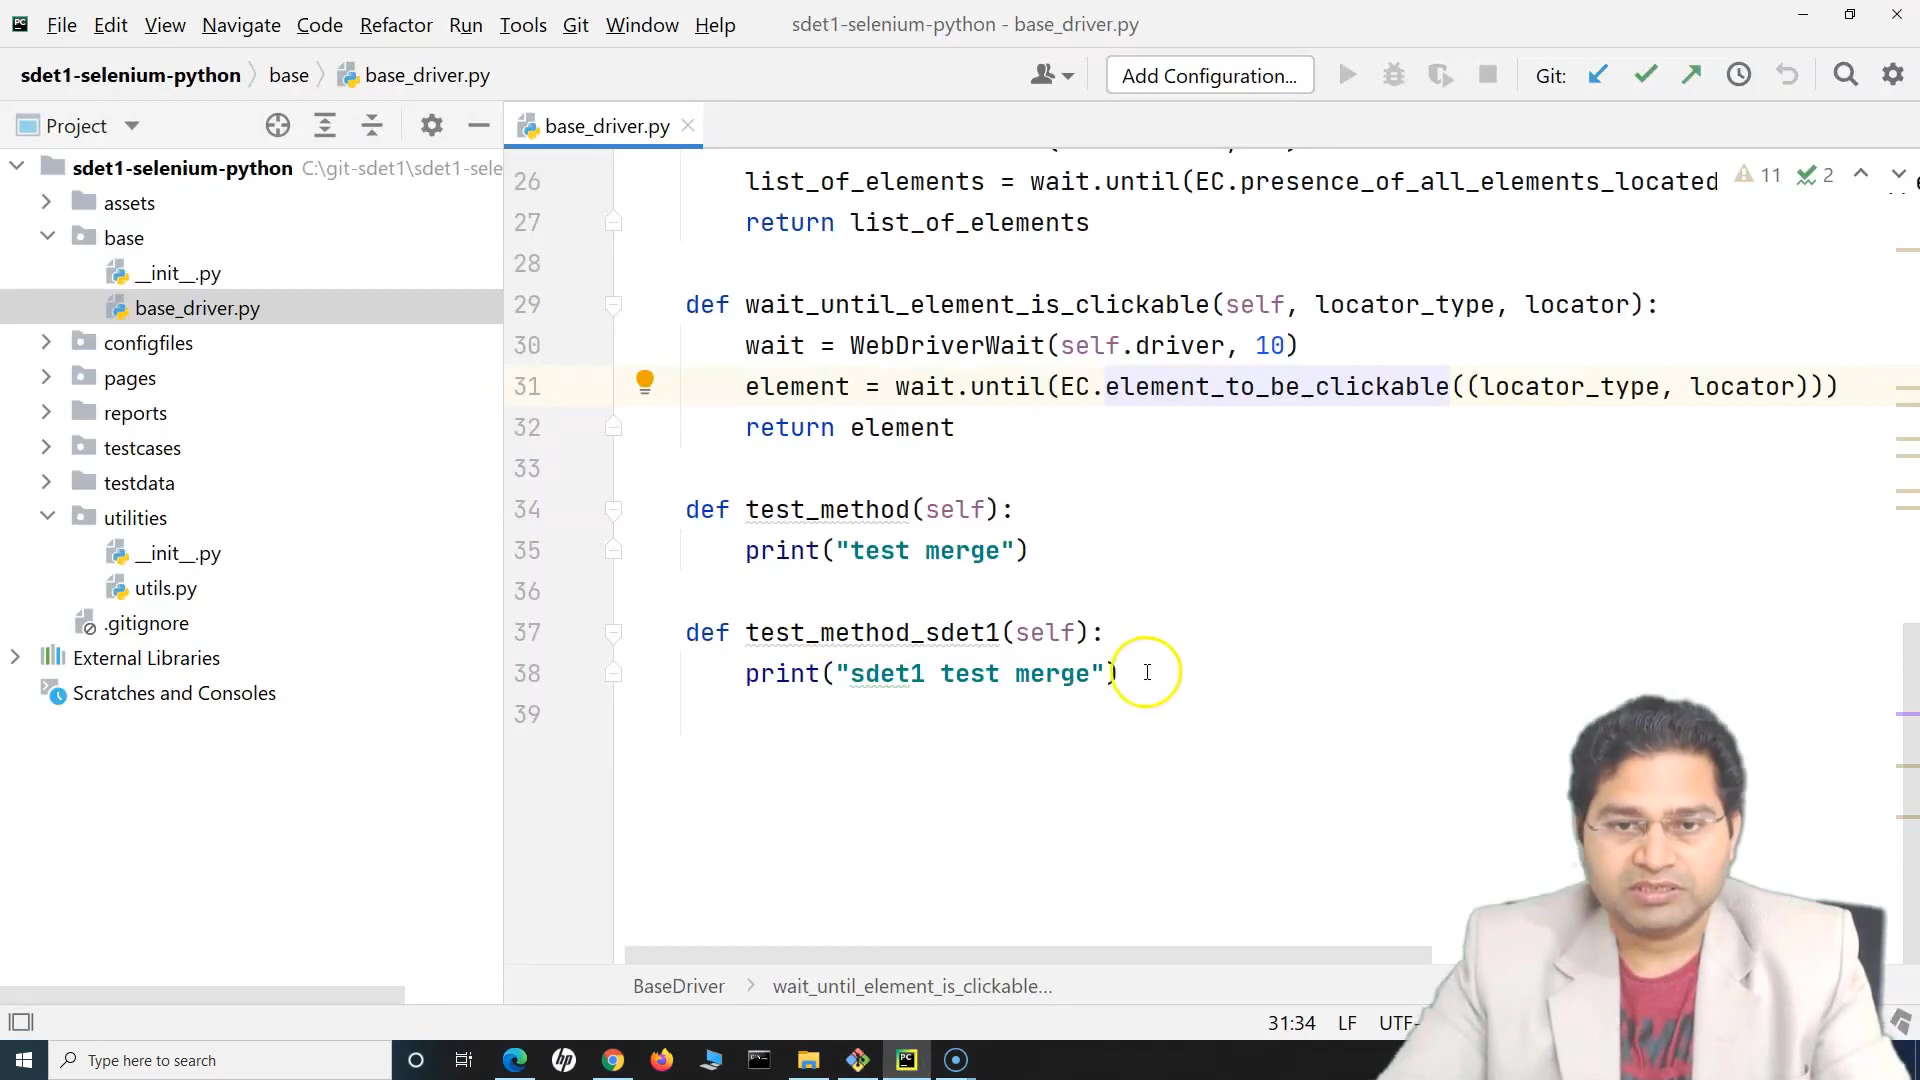 PC File Edit View Navigate Code Refactor Run Tools Git Window Help sdet1-selenium-python - base_driver.py
sdet1-selenium-python base base_driver.py Add Configuration... Git:
Project base_driver.py
sdet1-selenium-python C:\git-sdet1\sdet1-sele
assets
base
__init__.py
base_driver.py
configfiles
pages
reports
testcases
testdata
utilities
__init__.py
utils.py
.gitignore
External Libraries
Scratches and Consoles
11 2
26 list_of_elements = wait.until(EC.presence_of_all_elements_located
27 return list_of_elements
28
29 def wait_until_element_is_clickable(self, locator_type, locator):
30 wait = WebDriverWait(self.driver, 10)
31 element = wait.until(EC.element_to_be_clickable((locator_type, locator)))
32 return element
33
34 def test_method(self):
35 print("test merge")
36
37 def test_method_sdet1(self):
38 print("sdet1 test merge")
39
BaseDriver wait_until_element_is_clickable...
31:34 LF UTF-
Type here to search hp PC